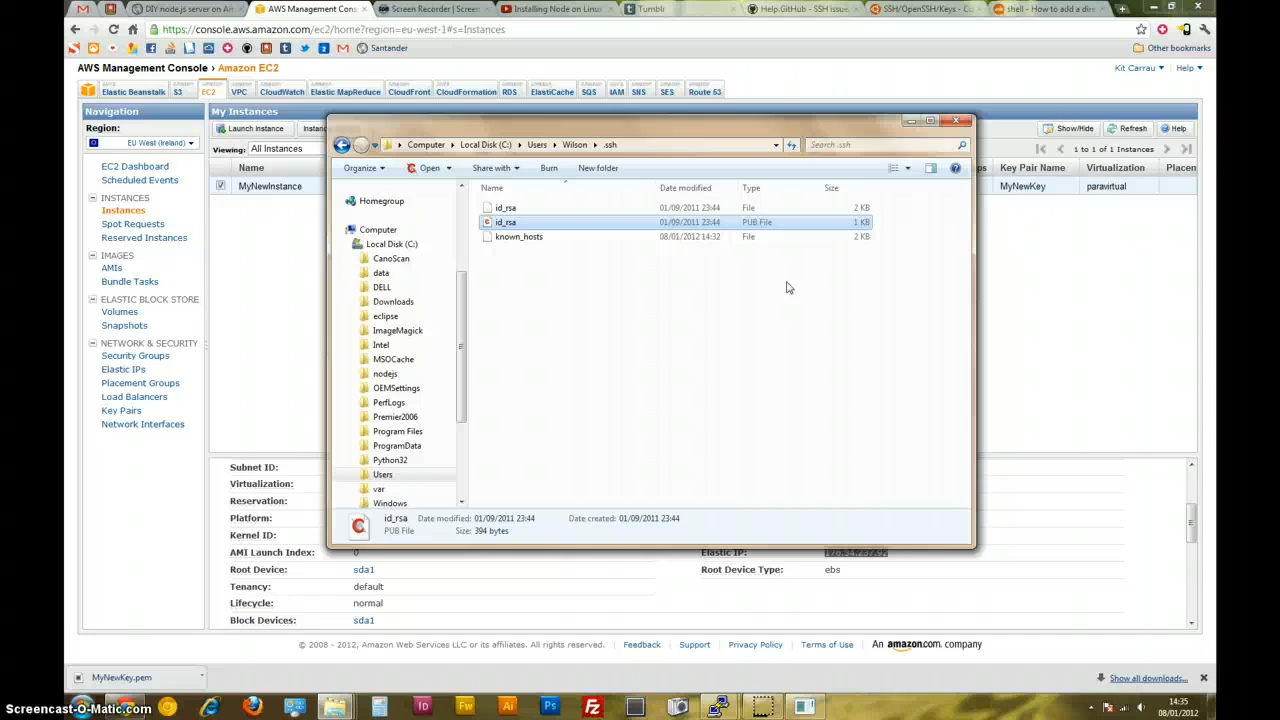 DIY node.js server on Am
AWS Management Cons
Screen Recorder | Screen
Installing Node on Linu
Tumblr
Help.GitHub - SSH issue
SSH/OpenSSH/Keys - Co
shell - How to add a dire
https://console.aws.amazon.com/ec2/home?region=eu-west-1#s=Instances
Santander
Other bookmarks
AWS Management Console › Amazon EC2
Kit Carrau
Help
Elastic Beanstalk
S3
EC2
VPC
CloudWatch
Elastic MapReduce
CloudFront
CloudFormation
RDS
ElastiCache
SQS
IAM
SNS
SES
Route 53
Navigation
Region:
EU West (Ireland)
EC2 Dashboard
Scheduled Events
INSTANCES
Instances
Spot Requests
Reserved Instances
IMAGES
AMIs
Bundle Tasks
ELASTIC BLOCK STORE
Volumes
Snapshots
NETWORK & SECURITY
Security Groups
Elastic IPs
Placement Groups
Load Balancers
Key Pairs
Network Interfaces
My Instances
Launch Instance
Instanc
Show/Hide
Refresh
Help
Viewing: All Instances
1 to 1 of 1 Instances
Name
ps
Key Pair Name
Virtualization
Placen
MyNewInstance
MyNewKey
paravirtual
Computer
Local Disk (C:)
Users
Wilson
.ssh
Search .ssh
Organize
Open
Share with
Burn
New folder
Homegroup
Computer
Local Disk (C:)
CanoScan
data
DELL
Downloads
eclipse
ImageMagick
Intel
MSOCache
nodejs
OEMSettings
PerfLogs
Premier2006
Program Files
ProgramData
Python32
Users
var
Windows
Name Date modified Type Size
id_rsa 01/09/2011 23:44 File 2 KB
id_rsa 01/09/2011 23:44 PUB File 1 KB
known_hosts 08/01/2012 14:32 File 2 KB
id_rsa Date modified: 01/09/2011 23:44 Date created: 01/09/2011 23:44
PUB File Size: 394 bytes
Subnet ID:
Virtualization:
Reservation:
Platform:
Kernel ID:
AMI Launch Index: 0
Elastic IP:
Root Device: sda1
Root Device Type: ebs
Tenancy: default
Lifecycle: normal
Block Devices: sda1
© 2008 - 2012, Amazon Web Services LLC or its affiliates. All rights reserved.
Feedback
Support
Privacy Policy
Terms of Use
An amazon.com company
MyNewKey.pem
Show all downloads...
Screencast-O-Matic.com
Id
Fw
Ai
Ps
Fz
14:35
08/01/2012